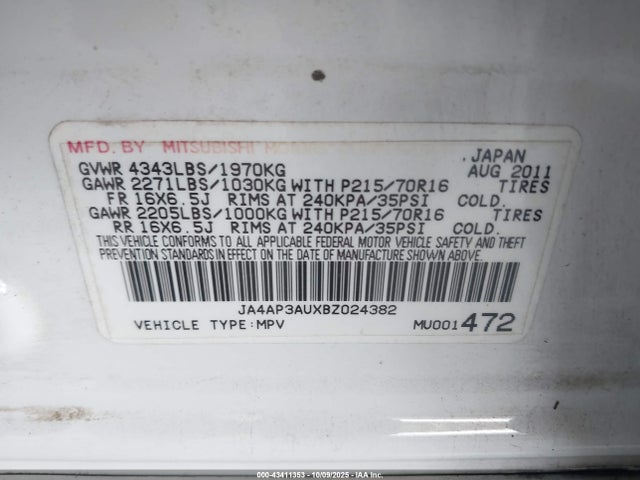 MFD. BY MITSUBISHI
JAPAN
GVWR 4343LBS/1970KG AUG 2011
GAWR 2271LBS/1030KG WITH P215/70R16 TIRES
FR 16X6.5J RIMS AT 240KPA/35PSI COLD.
GAWR 2205LBS/1000KG WITH P215/70R16 TIRES
RR 16X6.5J RIMS AT 240KPA/35PSI COLD.
THIS VEHICLE CONFORMS TO ALL APPLICABLE FEDERAL MOTOR VEHICLE SAFETY AND THEFT
PREVENTION STANDARDS IN EFFECT ON THE DATE OF MANUFACTURE SHOWN ABOVE.
JA4AP3AUXBZ024382
VEHICLE TYPE:MPV MU001472
000-43411353 - 10/09/2025 - IAA Inc.